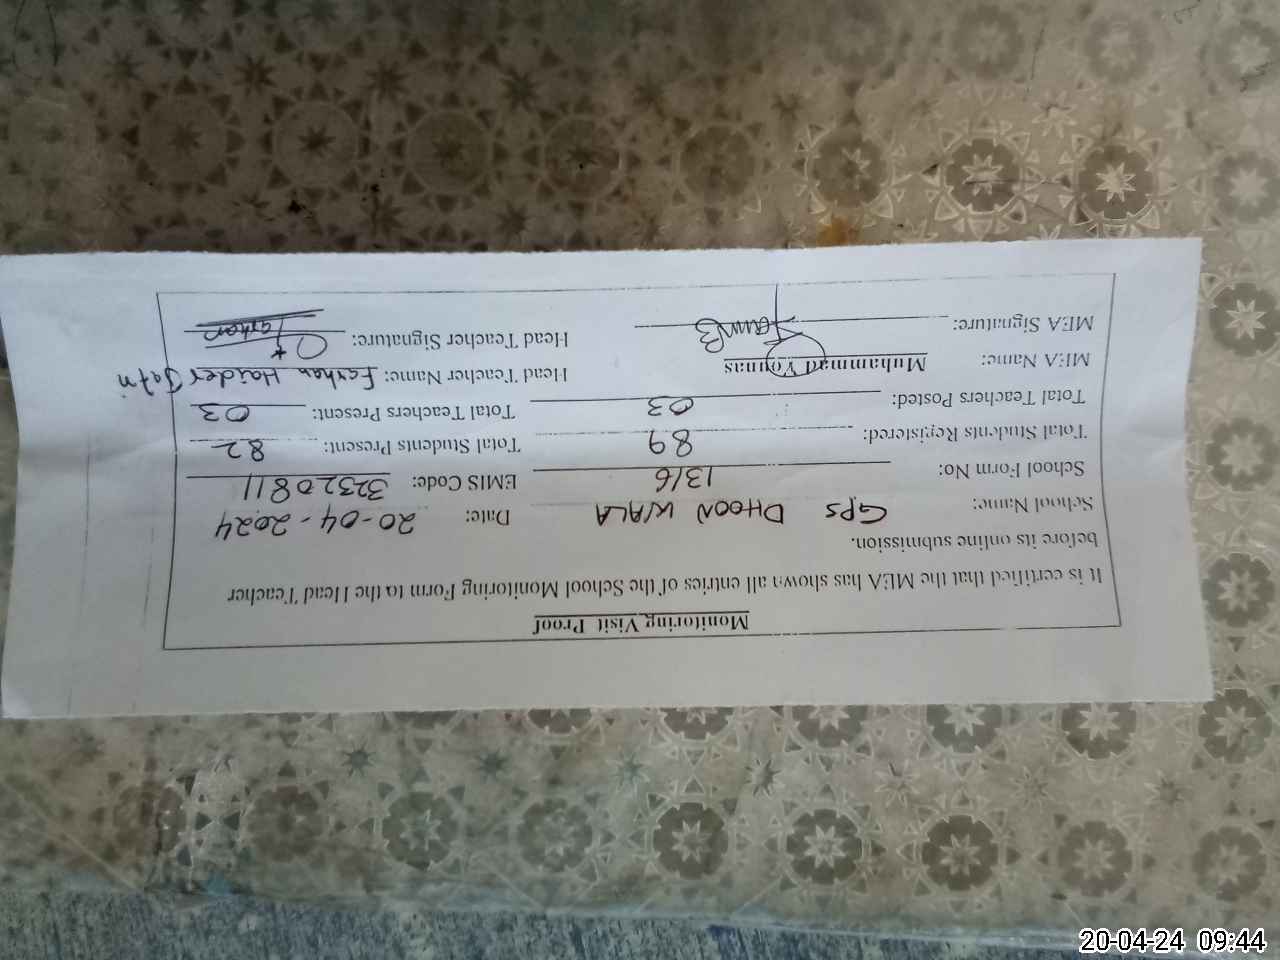 Monitoring Visit Proof
It is certified that the MEA has shown all entries of the School Monitoring Form to the Head Teacher
before its online submission.
School Name: GPS DHOON WALA Date: 20-04-2024
School Form No: 1316 EMIS Code: 32320811
Total Students Registered: 89 Total Students Present: 82
Total Teachers Posted: 03 Total Teachers Present: 03
MEA Name: Muhammad Younas Head Teacher Name: Farhan Haider
MEA Signature: Head Teacher Signature: Farhan
20-04-24 09:44